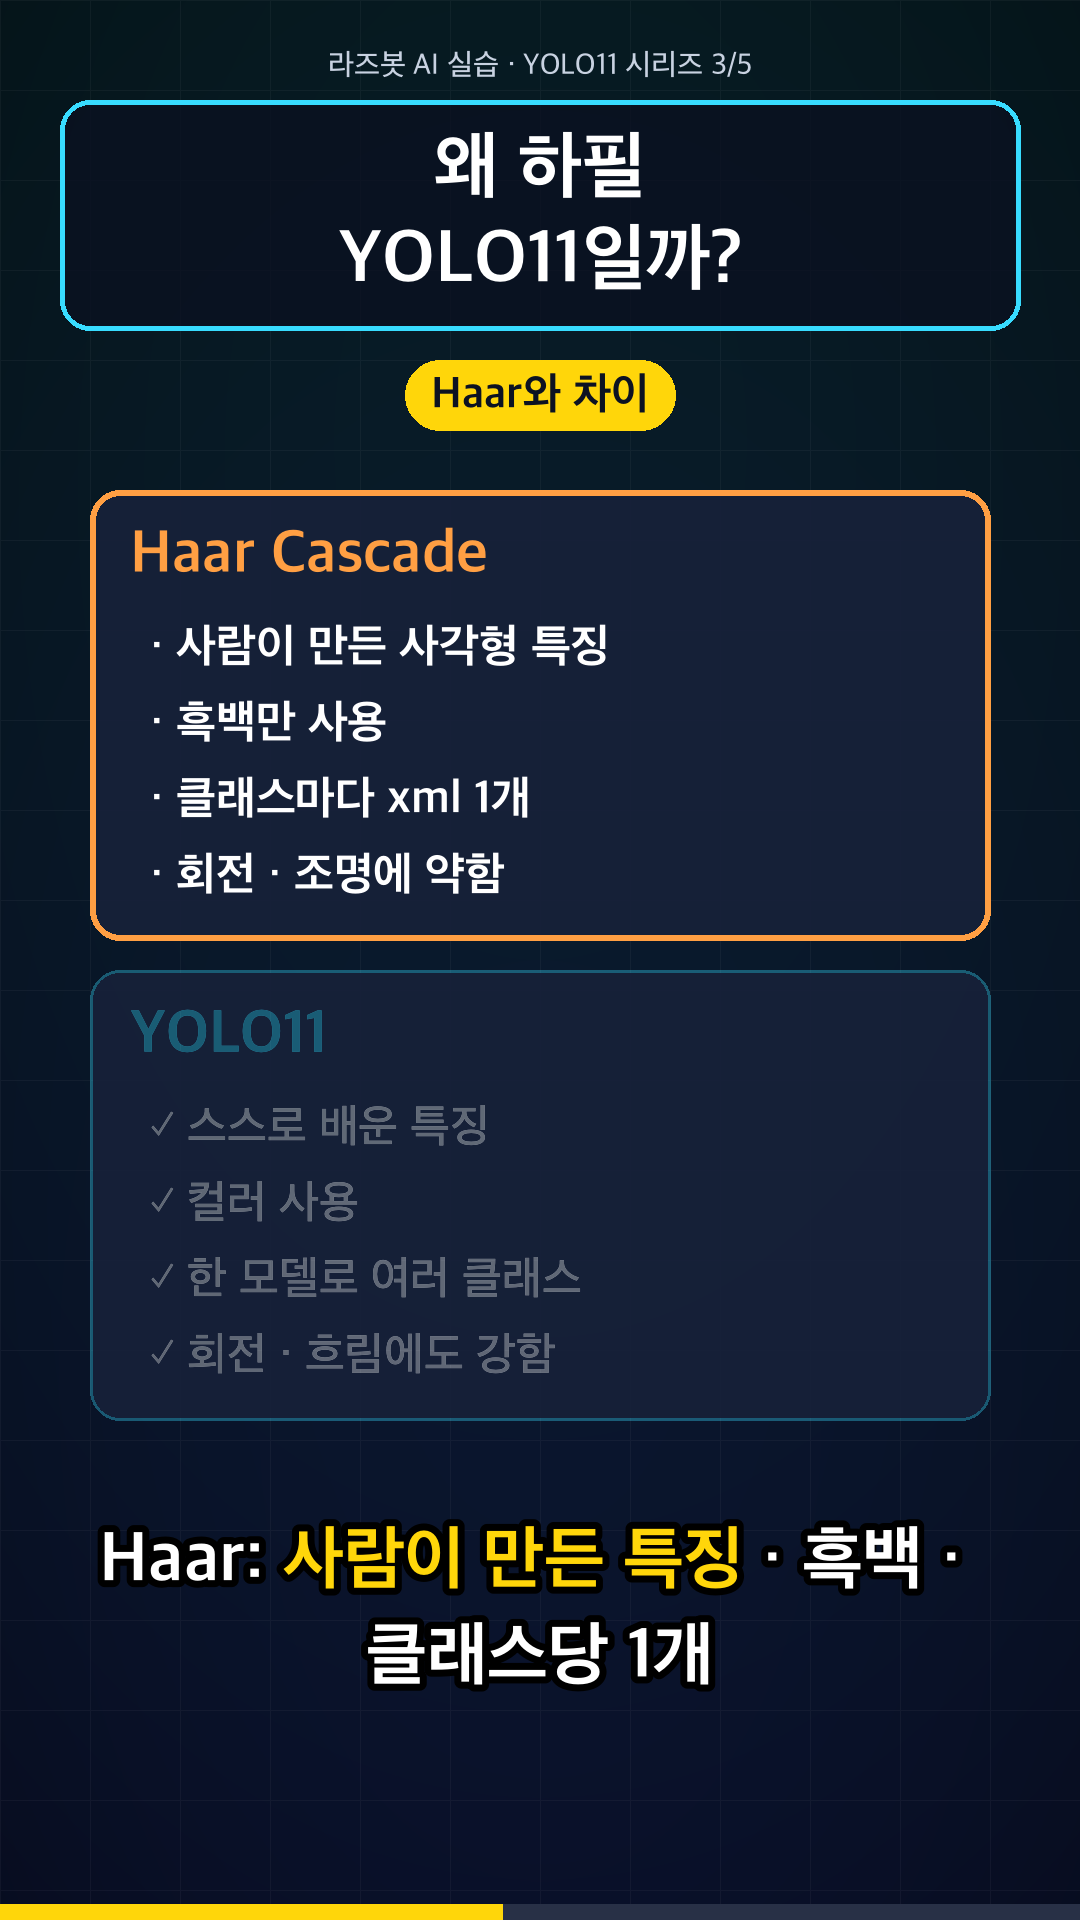 라즈봇 AI 실습 · YOLO11 시리즈 3/5
왜 하필
YOLO11일까?
Haar와 차이
Haar Cascade
· 사람이 만든 사각형 특징
· 흑백만 사용
· 클래스마다 xml 1개
· 회전 · 조명에 약함
YOLO11
✓ 스스로 배운 특징
✓ 컬러 사용
✓ 한 모델로 여러 클래스
✓ 회전 · 흐림에도 강함
Haar: 사람이 만든 특징 · 흑백 ·
클래스당 1개